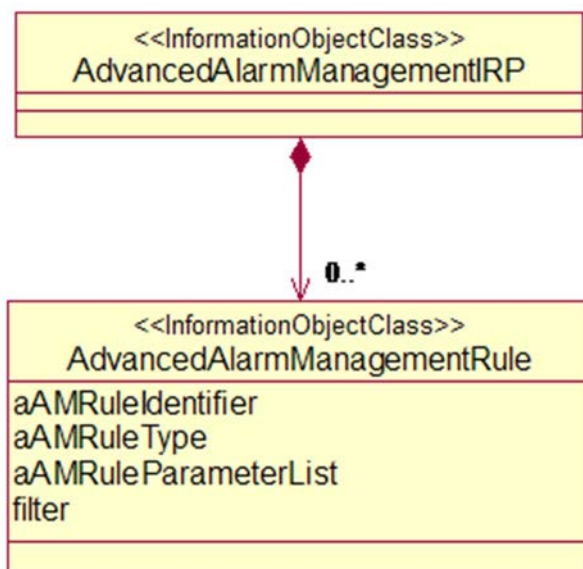 <<InformationObjectClass>>
AdvancedAlarmManagementIRP
0..*
<<InformationObjectClass>>
AdvancedAlarmManagementRule
aAMRuleIdentifier
aAMRuleType
aAMRuleParameterList
filter